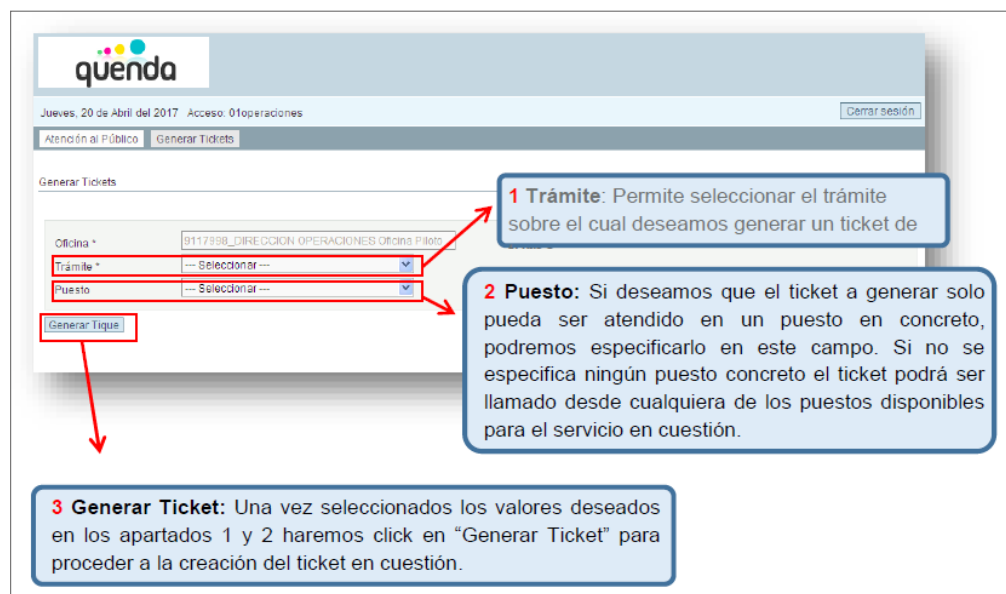 quenda
Jueves, 20 de Abril del 2017 Acceso: 01operaciones
Cerrar sesión
Atención al Público Generar Tickets
Generar Tickets
Oficina * 9117998_DIRECCION OPERACIONES Oficina Piloto
Trámite * --- Seleccionar ---
Puesto --- Seleccionar ---
Generar Tique
1 Trámite: Permite seleccionar el trámite
sobre el cual deseamos generar un ticket de
2 Puesto: Si deseamos que el ticket a generar solo
pueda ser atendido en un puesto en concreto,
podremos especificarlo en este campo. Si no se
especifica ningún puesto concreto el ticket podrá ser
llamado desde cualquiera de los puestos disponibles
para el servicio en cuestión.
3 Generar Ticket: Una vez seleccionados los valores deseados
en los apartados 1 y 2 haremos click en “Generar Ticket” para
proceder a la creación del ticket en cuestión.